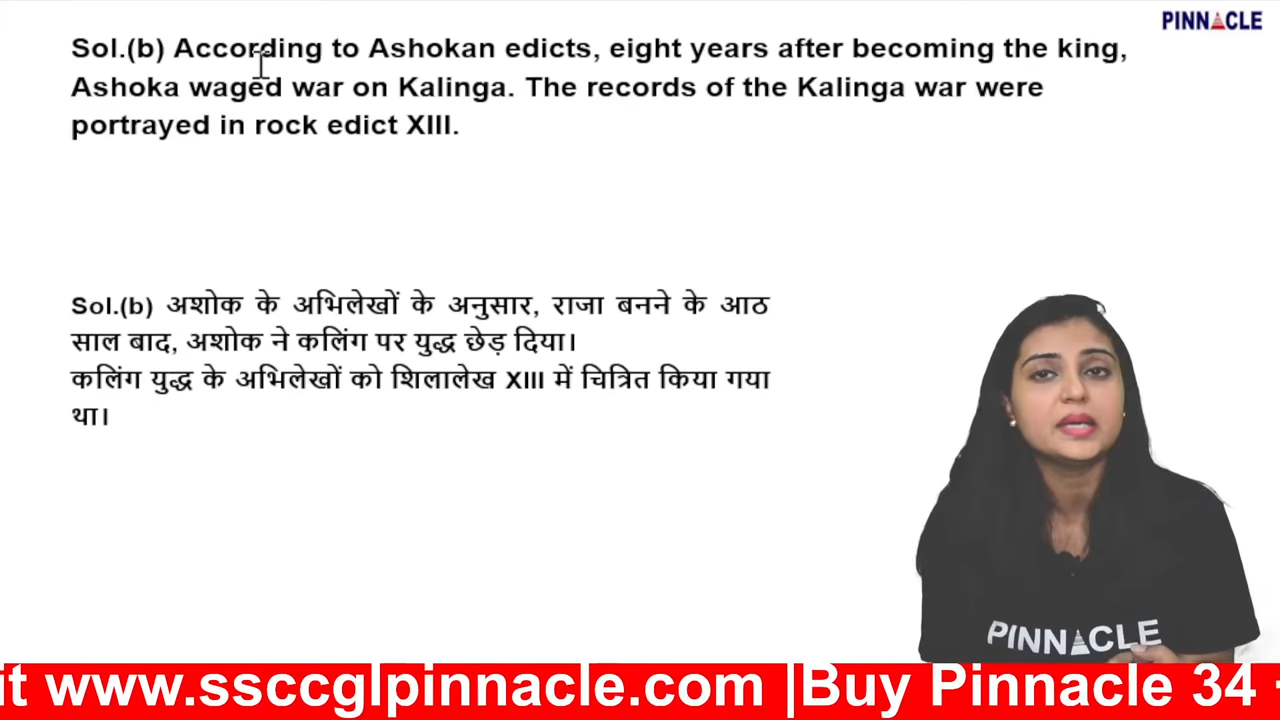 PINNACLE
Sol.(b) According to Ashokan edicts, eight years after becoming the king,
Ashoka waged war on Kalinga. The records of the Kalinga war were
portrayed in rock edict XIII.
Sol.(b) अशोक के अभिलेखों के अनुसार, राजा बनने के आठ
साल बाद, अशोक ने कलिंग पर युद्ध छेड़ दिया।
कलिंग युद्ध के अभिलेखों को शिलालेख XIII में चित्रित किया गया
था।
PINNACLE
it www.ssccglpinnacle.com |Buy Pinnacle 34